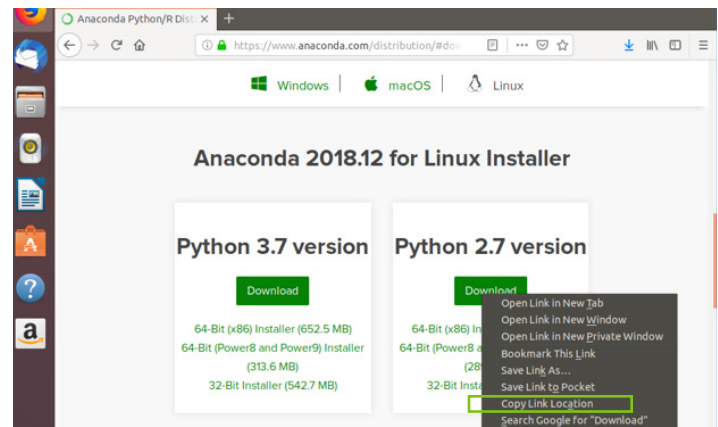 Anaconda Python/R Dist
https://www.anaconda.com/distribution/#do
Windows macOS Linux
Anaconda 2018.12 for Linux Installer
Python 3.7 version
Download
64-Bit (x86) Installer (652.5 MB)
64-Bit (Power8 and Power9) Installer
(313.6 MB)
32-Bit Installer (542.7 MB)
Python 2.7 version
Download
64-Bit (x86) In
64-Bit (Power8 a
(28
32-Bit Insta
Open Link in New Tab
Open Link in New Window
Open Link in New Private Window
Bookmark This Link
Save Link As...
Save Link to Pocket
Copy Link Location
Search Google for "Download"
A
?
a